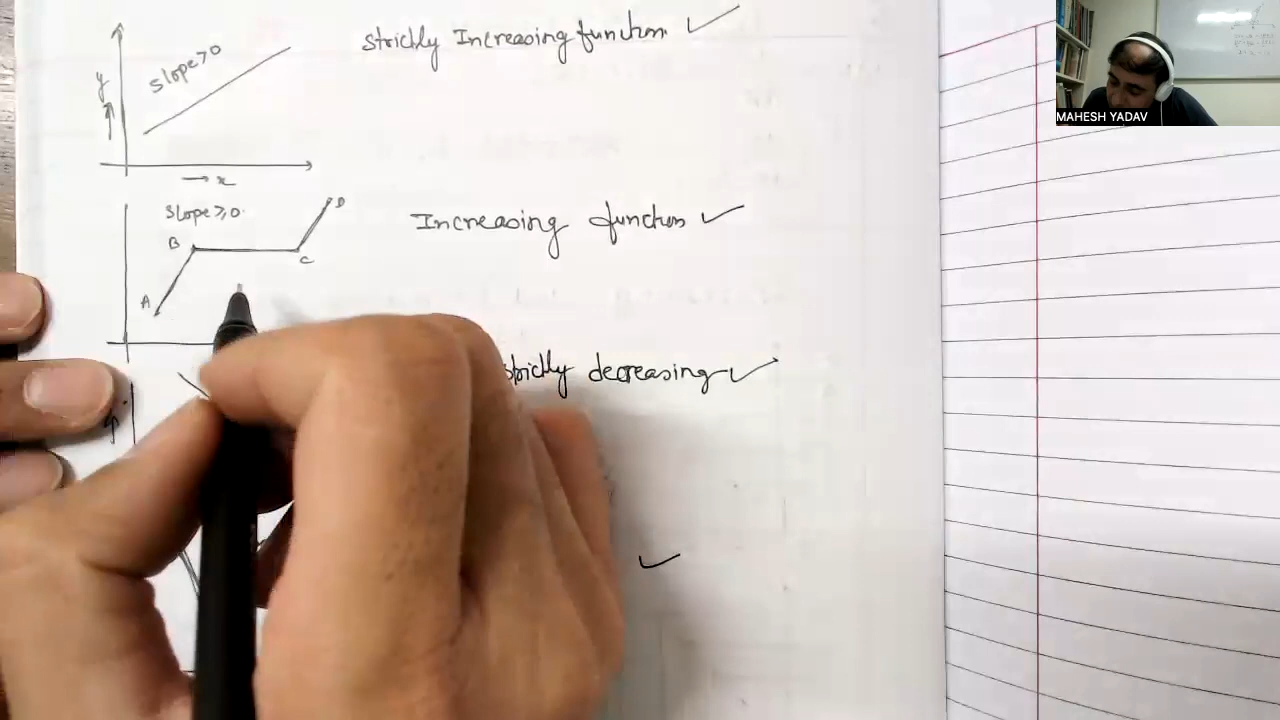 strictly Increasing function
slope>0
y
x
slope⩾0.
Increasing function
B
D
C
A
strictly decreasing
MAHESH YADAV